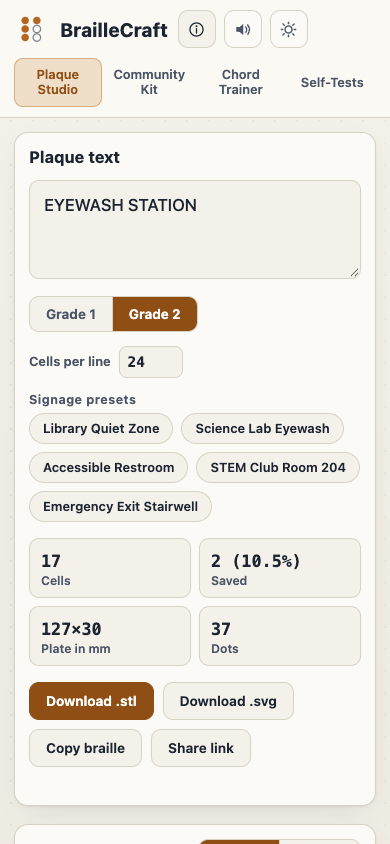 BrailleCraft
Plaque
Studio
Community
Kit
Chord
Trainer
Self-Tests
Plaque text
EYEWASH STATION
Grade 1
Grade 2
Cells per line
24
Signage presets
Library Quiet Zone
Science Lab Eyewash
Accessible Restroom
STEM Club Room 204
Emergency Exit Stairwell
17
Cells
2 (10.5%)
Saved
127×30
Plate in mm
37
Dots
Download .stl
Download .svg
Copy braille
Share link